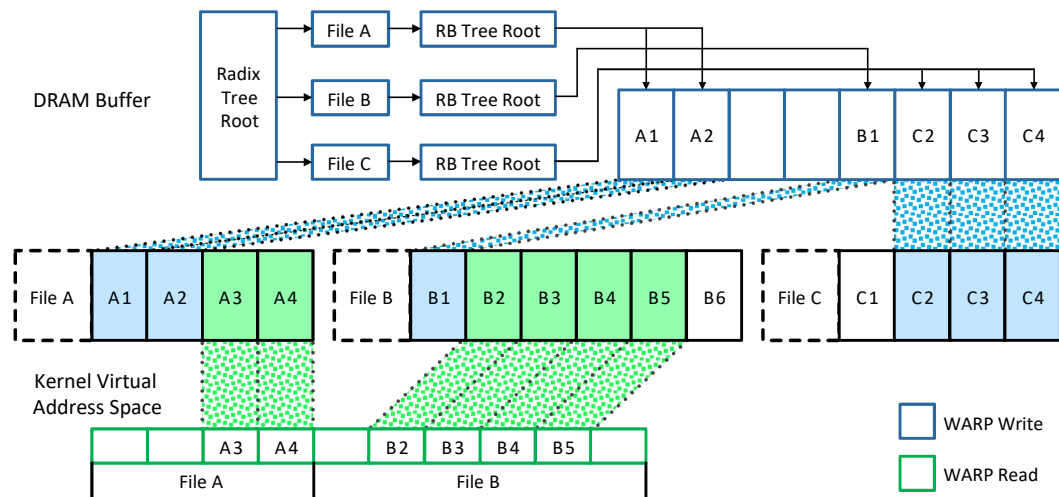 File A
RB Tree Root
Radix
Tree
Root
DRAM Buffer
File B
RB Tree Root
File C
RB Tree Root
A1 A2 B1 C2 C3 C4
File A A1 A2 A3 A4
File B B1 B2 B3 B4 B5 B6
File C C1 C2 C3 C4
Kernel Virtual
Address Space
A3 A4 B2 B3 B4 B5
File A File B
WARP Write
WARP Read